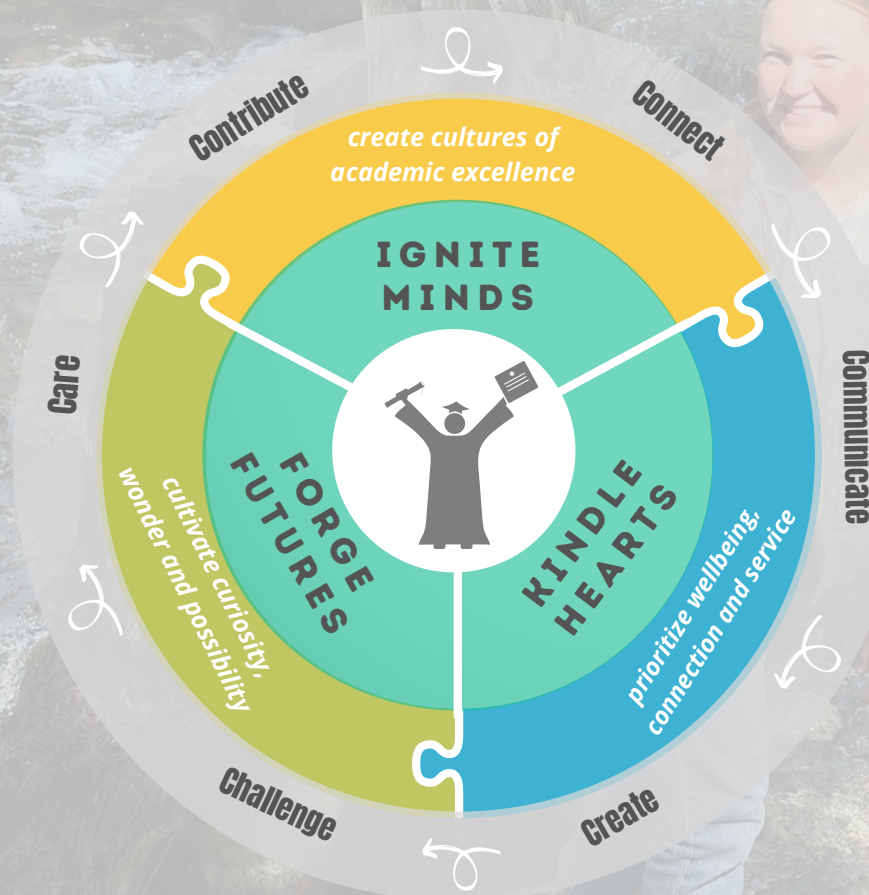 Contribute
Connect
create cultures of
academic excellence
IGNITE
MINDS
Care
Communicate
FORGE
FUTURES
KINDLE
HEARTS
cultivate curiosity,
wonder and possibility
prioritize wellbeing,
connection and service
Challenge
Create